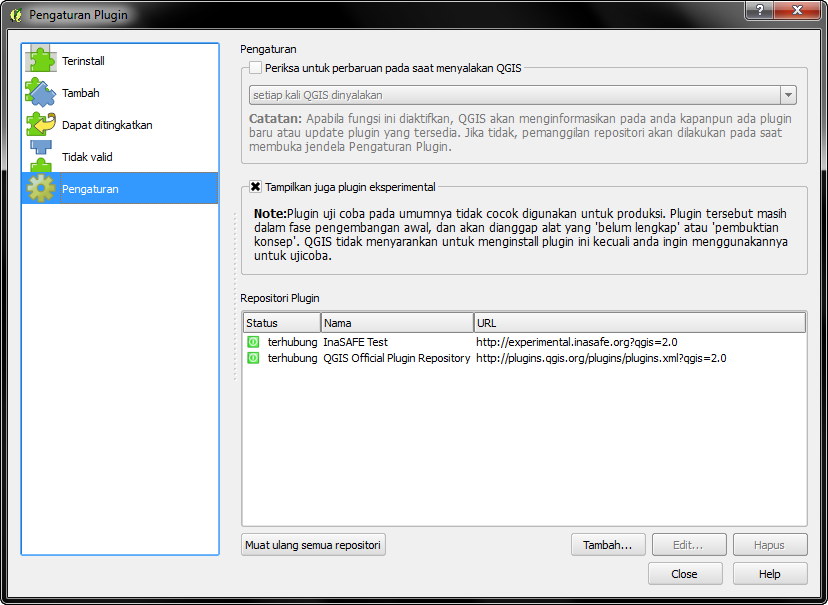 Pengaturan Plugin
?
Terinstall
Tambah
Dapat ditingkatkan
Tidak valid
Pengaturan
Pengaturan
Periksa untuk perbaruan pada saat menyalakan QGIS
setiap kali QGIS dinyalakan
Catatan: Apabila fungsi ini diaktifkan, QGIS akan menginformasikan pada anda kapanpun ada plugin
baru atau update plugin yang tersedia. Jika tidak, pemanggilan repositori akan dilakukan pada saat
membuka jendela Pengaturan Plugin.
Tampilkan juga plugin eksperimental
Note:Plugin uji coba pada umumnya tidak cocok digunakan untuk produksi. Plugin tersebut masih
dalam fase pengembangan awal, dan akan dianggap alat yang 'belum lengkap' atau 'pembuktian
konsep'. QGIS tidak menyarankan untuk menginstall plugin ini kecuali anda ingin menggunakannya
untuk ujicoba.
Repositori Plugin
Status Nama URL
terhubung InaSAFE Test http://experimental.inasafe.org?qgis=2.0
terhubung QGIS Official Plugin Repository http://plugins.qgis.org/plugins/plugins.xml?qgis=2.0
Muat ulang semua repositori Tambah... Edit... Hapus
Close Help